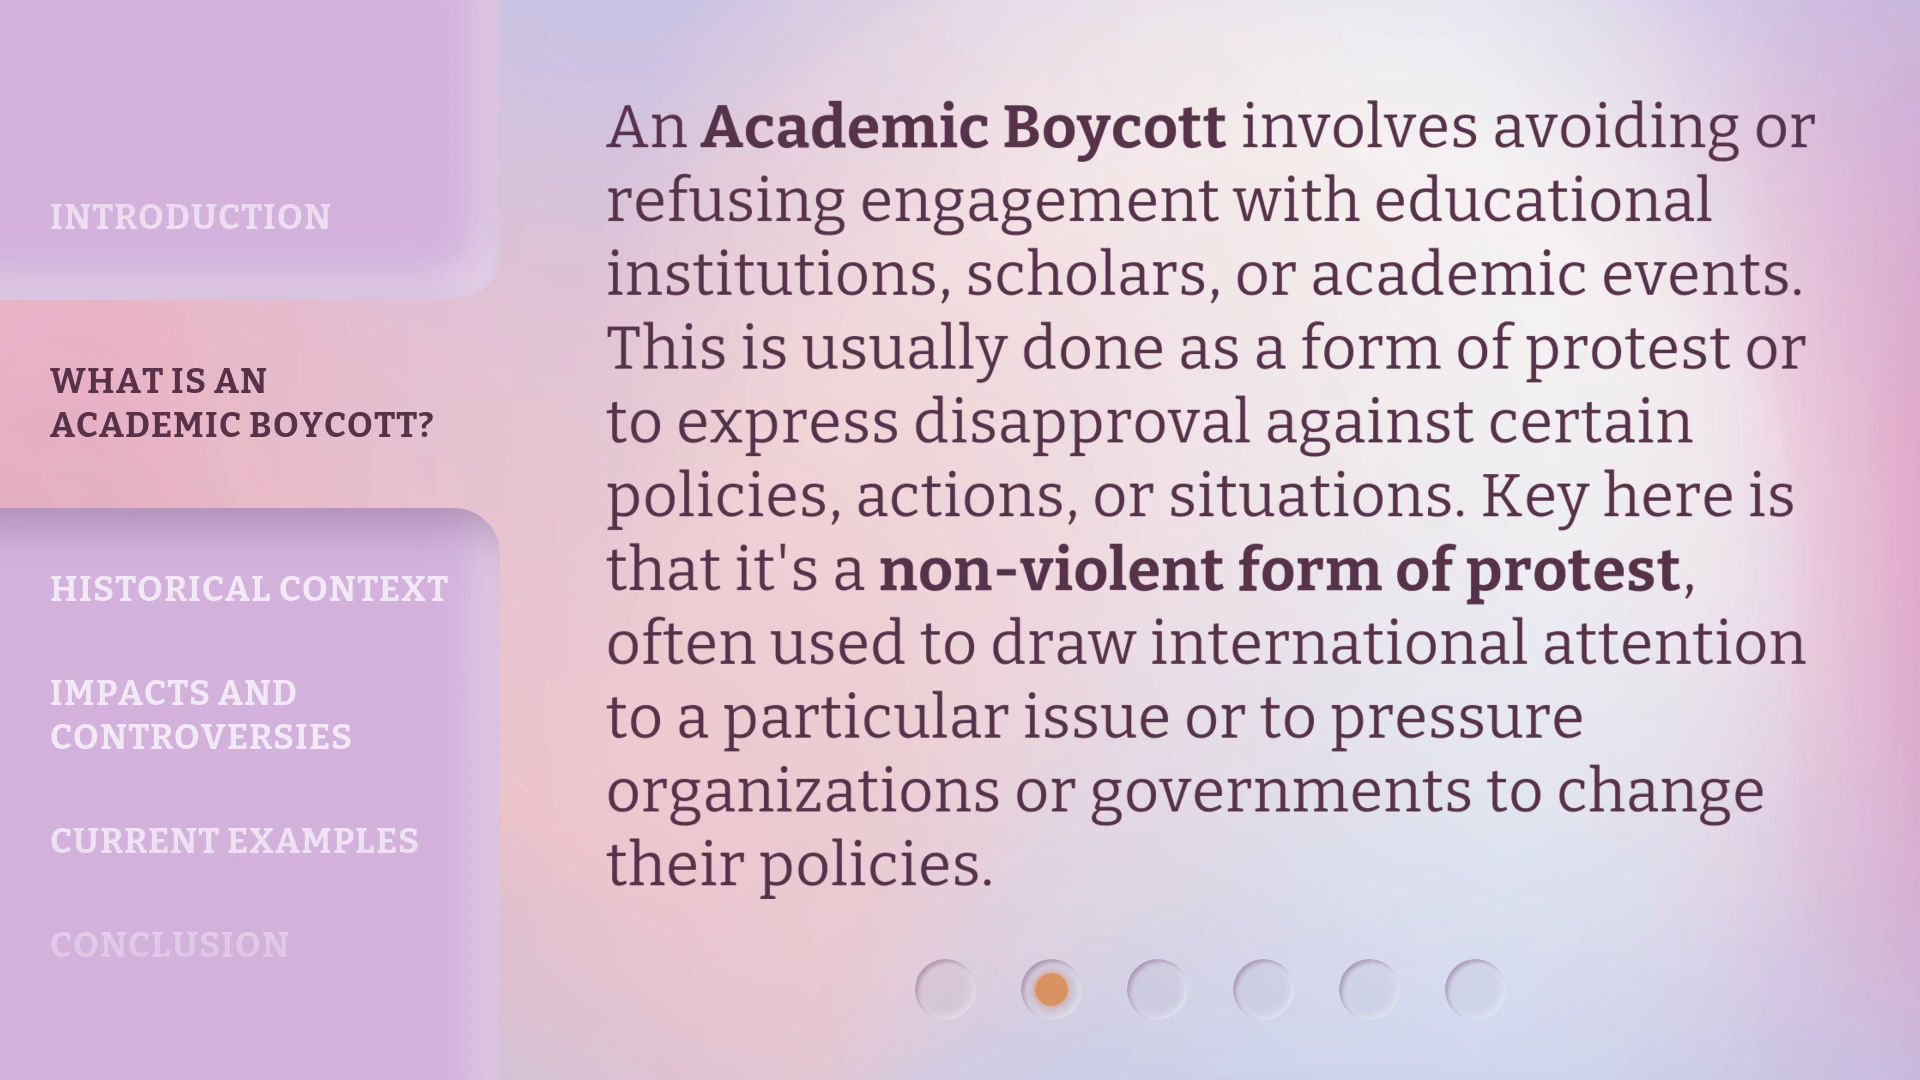 INTRODUCTION
WHAT IS AN
ACADEMIC BOYCOTT?
HISTORICAL CONTEXT
IMPACTS AND
CONTROVERSIES
CURRENT EXAMPLES
CONCLUSION
An Academic Boycott involves avoiding or
refusing engagement with educational
institutions, scholars, or academic events.
This is usually done as a form of protest or
to express disapproval against certain
policies, actions, or situations. Key here is
that it's a non-violent form of protest,
often used to draw international attention
to a particular issue or to pressure
organizations or governments to change
their policies.